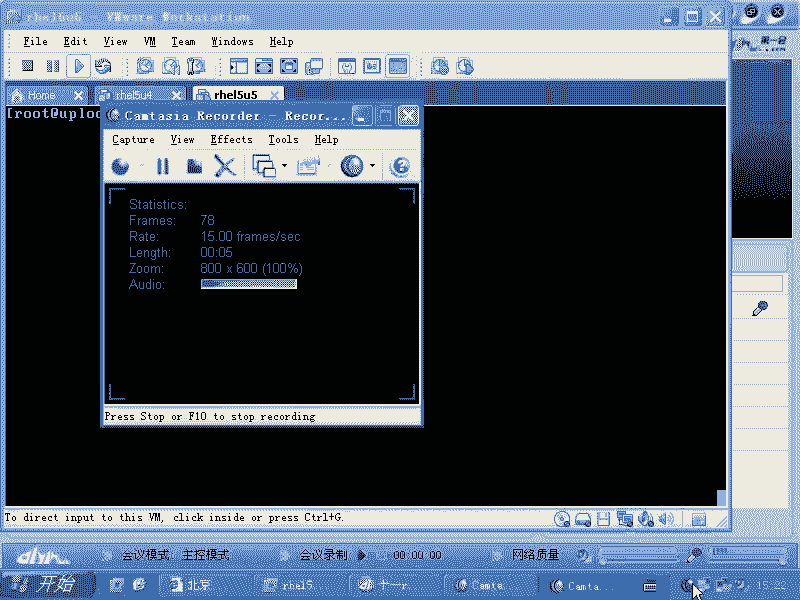 rhel5u5 - VMware Workstation
File Edit View VM Team Windows Help
Home rhel5u4 rhel5u5
[root@uploo
Camtasia Recorder - Recor...
Capture View Effects Tools Help
Statistics:
Frames: 78
Rate: 15.00 frames/sec
Length: 00:05
Zoom: 800 x 600 (100%)
Audio:
Press Stop or F10 to stop recording
To direct input to this VM, click inside or press Ctrl+G.
会议模式: 主控模式 会议录制 00:00:00 网络质量
开始 北京 rhel5... 十一r... Camta... Camta...